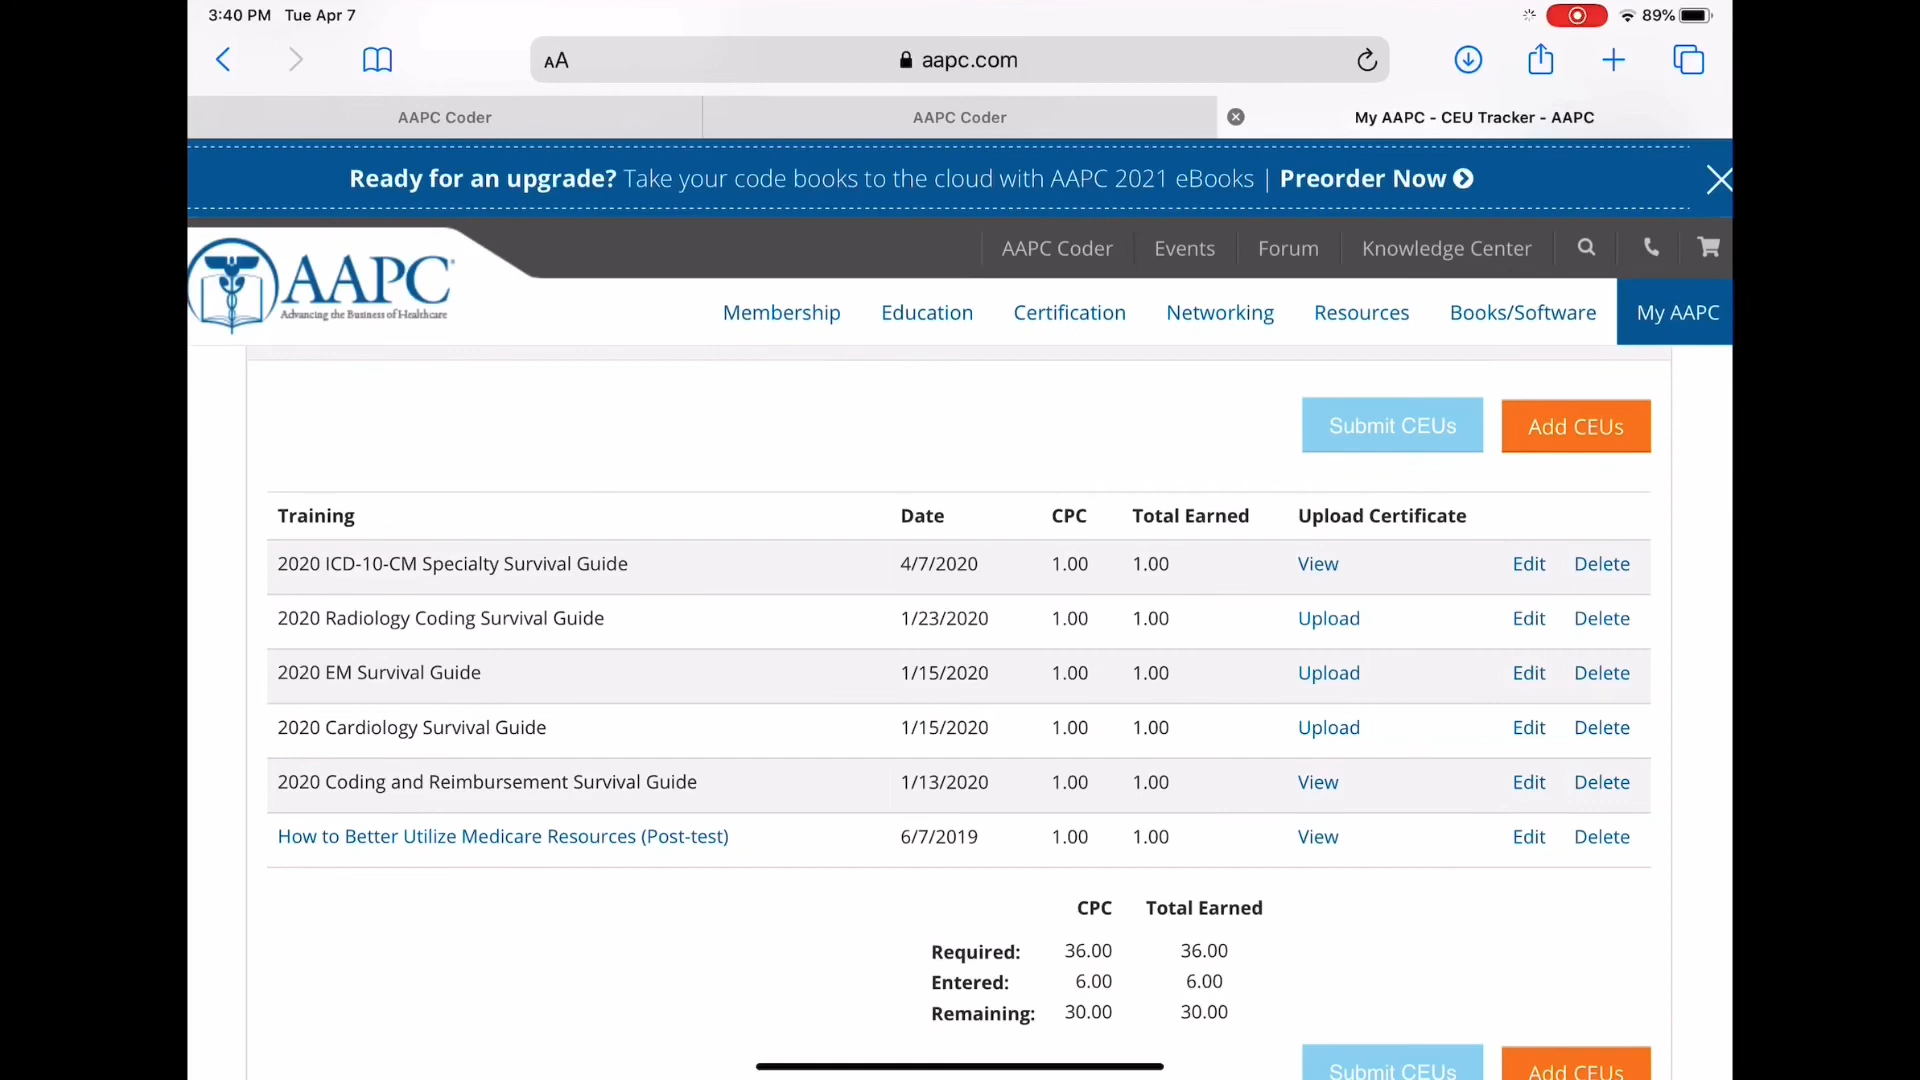 3:40 PM Tue Apr 7
89%
AA
aapc.com
AAPC Coder
AAPC Coder
My AAPC - CEU Tracker - AAPC
Ready for an upgrade? Take your code books to the cloud with AAPC 2021 eBooks | Preorder Now
AAPC Coder Events Forum Knowledge Center
AAPC
Advancing the Business of Healthcare
Membership Education Certification Networking Resources Books/Software My AAPC
Submit CEUs Add CEUs
Training Date CPC Total Earned Upload Certificate
2020 ICD-10-CM Specialty Survival Guide 4/7/2020 1.00 1.00 View Edit Delete
2020 Radiology Coding Survival Guide 1/23/2020 1.00 1.00 Upload Edit Delete
2020 EM Survival Guide 1/15/2020 1.00 1.00 Upload Edit Delete
2020 Cardiology Survival Guide 1/15/2020 1.00 1.00 Upload Edit Delete
2020 Coding and Reimbursement Survival Guide 1/13/2020 1.00 1.00 View Edit Delete
How to Better Utilize Medicare Resources (Post-test) 6/7/2019 1.00 1.00 View Edit Delete
CPC Total Earned
Required: 36.00 36.00
Entered: 6.00 6.00
Remaining: 30.00 30.00
Submit CEUs Add CEUs